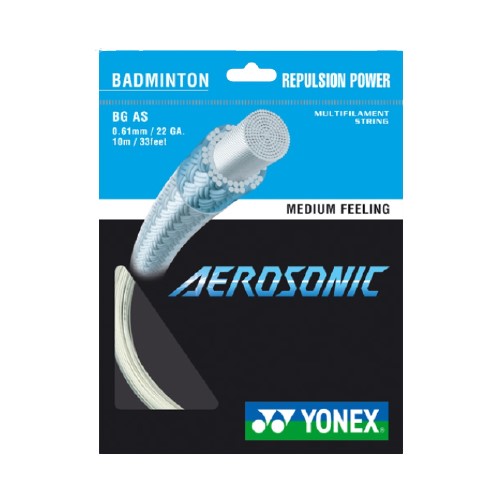 BADMINTON
REPULSION POWER
BG AS
0.61mm / 22 GA.
10m / 33feet
MULTIFILAMENT
STRING
MEDIUM FEELING
AEROSONIC
YONEX